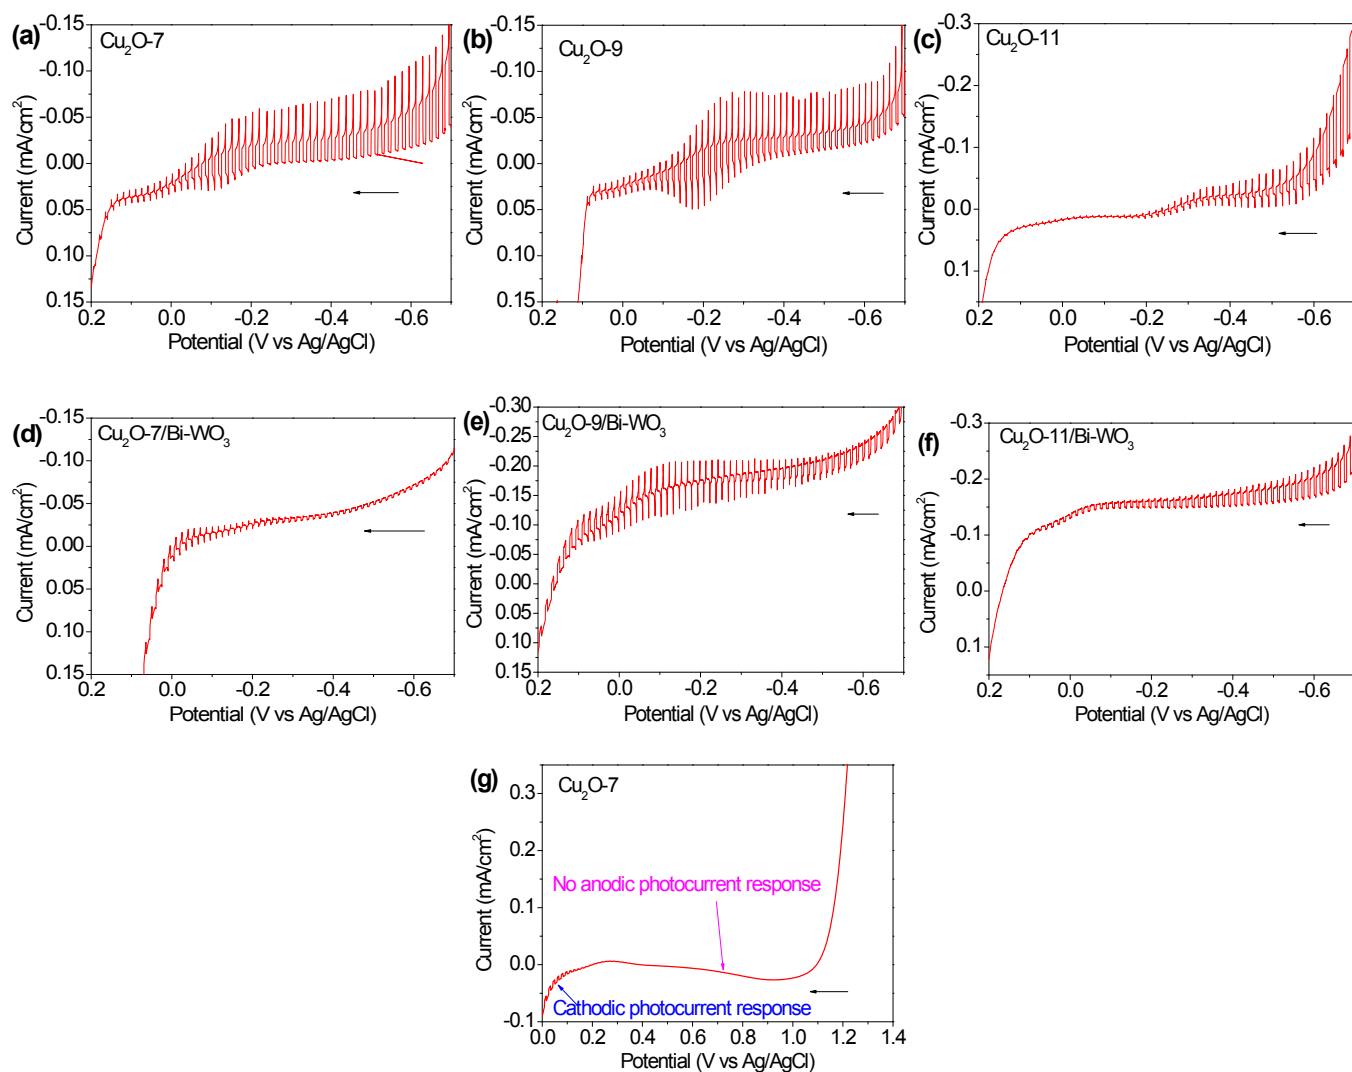 (a)
Cu₂O-7
-0.15
-0.10
-0.05
0.00
0.05
0.10
0.15
Current (mA/cm²)
0.2 0.0 -0.2 -0.4 -0.6
Potential (V vs Ag/AgCl)
(b)
Cu₂O-9
-0.15
-0.10
-0.05
0.00
0.05
0.10
0.15
Current (mA/cm²)
0.2 0.0 -0.2 -0.4 -0.6
Potential (V vs Ag/AgCl)
(c)
Cu₂O-11
-0.3
-0.2
-0.1
0.0
0.1
Current (mA/cm²)
0.2 0.0 -0.2 -0.4 -0.6
Potential (V vs Ag/AgCl)
(d)
Cu₂O-7/Bi-WO₃
-0.15
-0.10
-0.05
0.00
0.05
0.10
0.15
Current (mA/cm²)
0.2 0.0 -0.2 -0.4 -0.6
Potential (V vs Ag/AgCl)
(e)
Cu₂O-9/Bi-WO₃
-0.30
-0.25
-0.20
-0.15
-0.10
-0.05
0.00
0.05
0.10
0.15
Current (mA/cm²)
0.2 0.0 -0.2 -0.4 -0.6
Potential (V vs Ag/AgCl)
(f)
Cu₂O-11/Bi-WO₃
-0.3
-0.2
-0.1
0.0
0.1
Current (mA/cm²)
0.2 0.0 -0.2 -0.4 -0.6
Potential (V vs Ag/AgCl)
(g)
Cu₂O-7
0.3
0.2
0.1
0.0
-0.1
Current (mA/cm²)
No anodic photocurrent response
Cathodic photocurrent response
0.0 0.2 0.4 0.6 0.8 1.0 1.2 1.4
Potential (V vs Ag/AgCl)